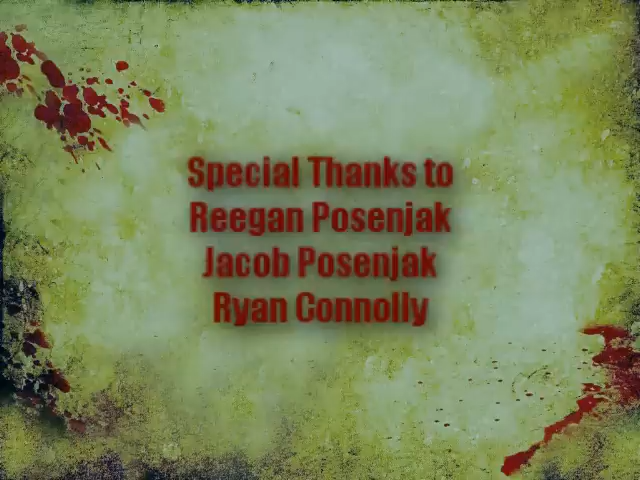 Special Thanks to
Reegan Posenjak
Jacob Posenjak
Ryan Connolly